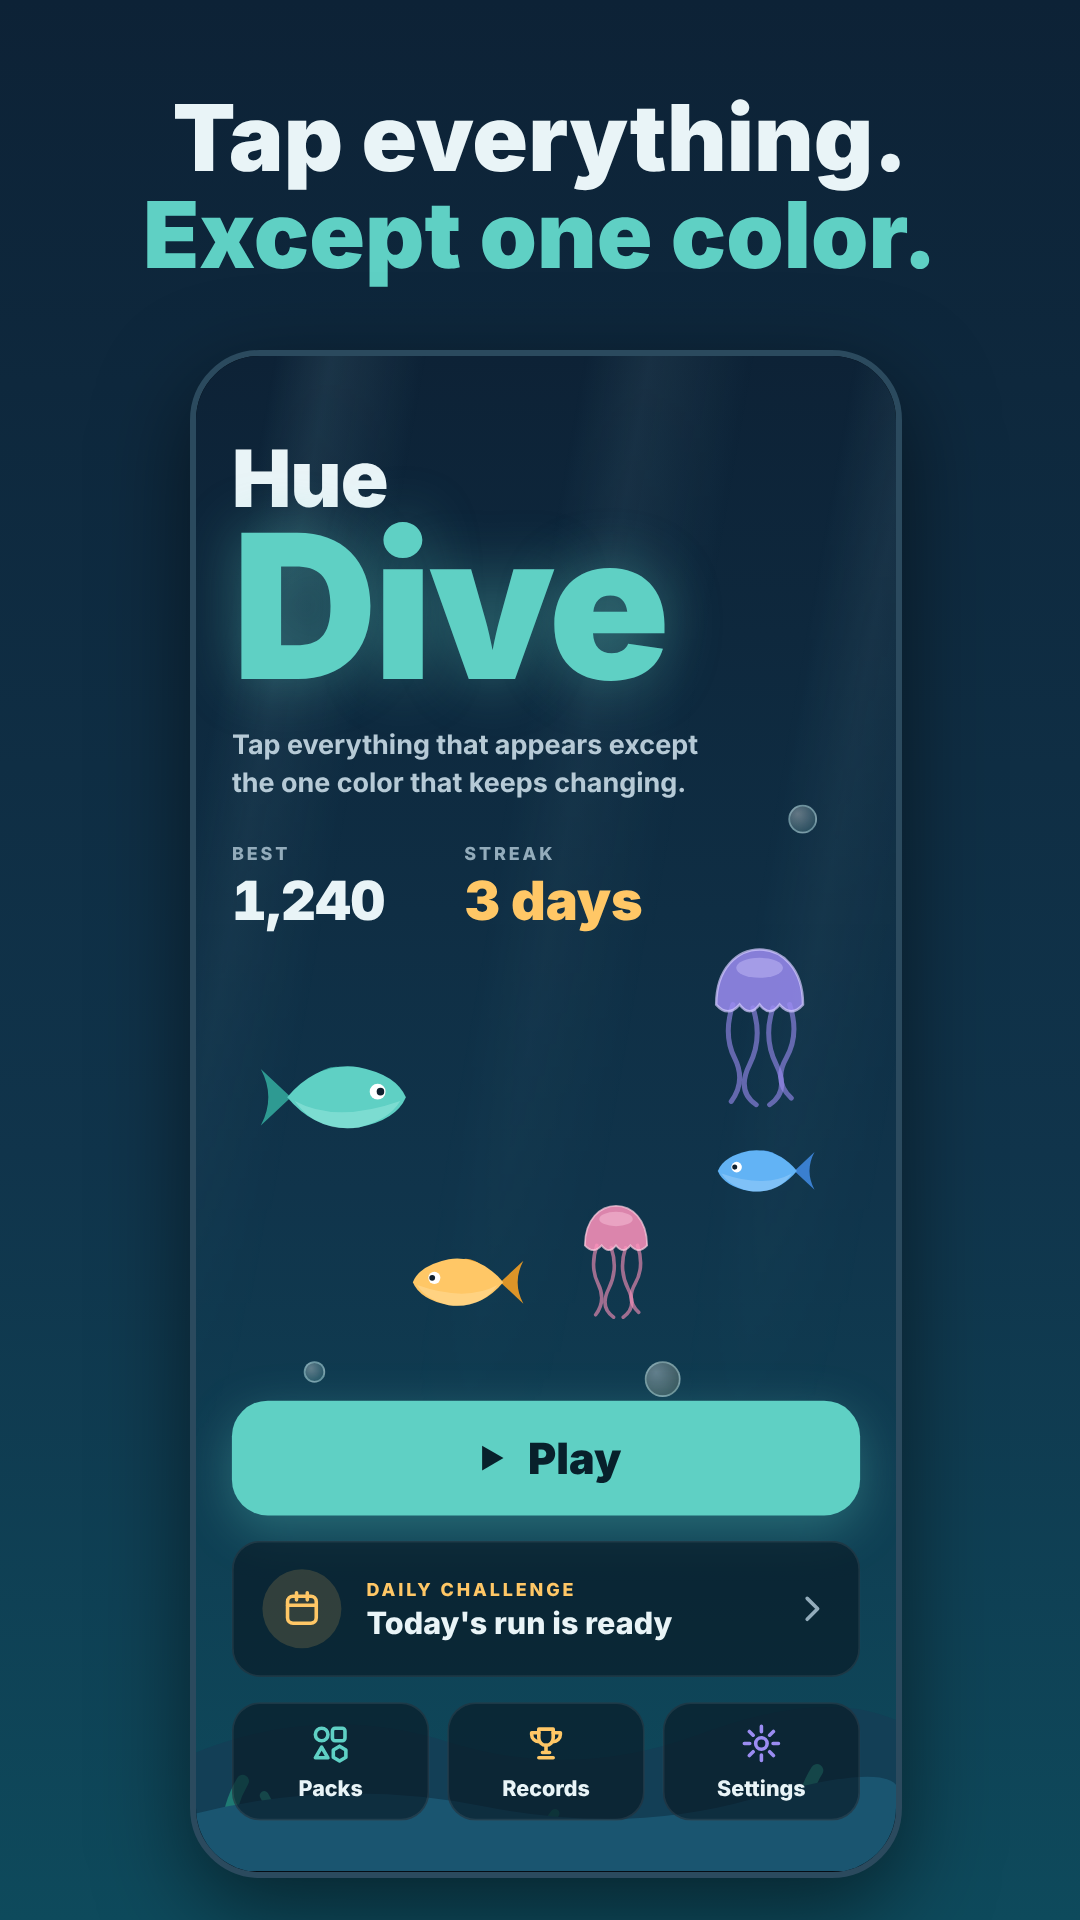 Tap everything.
Except one color.
Hue
Dive
Tap everything that appears except
the one color that keeps changing.
BEST
1,240
STREAK
3 days
Play
DAILY CHALLENGE
Today's run is ready
Packs
Records
Settings